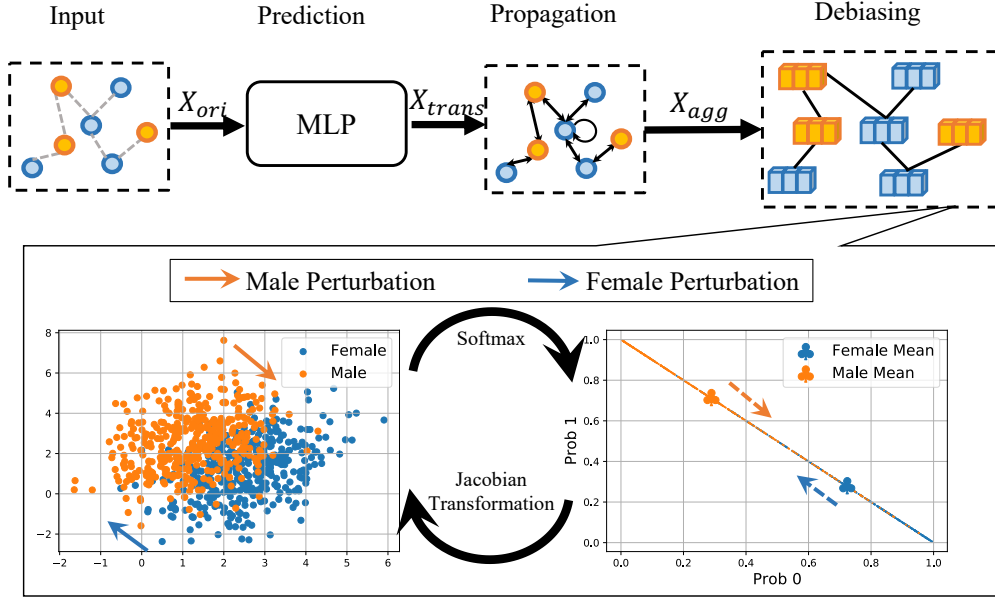 Input
Prediction
Propagation
Debiasing
X_ori
MLP
X_trans
X_agg
Male Perturbation
Female Perturbation
8
6
4
2
0
−2
−2 −1 0 1 2 3 4 5 6
Female
Male
Softmax
Jacobian
Transformation
1.0
0.8
0.6
0.4
0.2
0.0
Prob 1
0.0 0.2 0.4 0.6 0.8 1.0
Prob 0
Female Mean
Male Mean